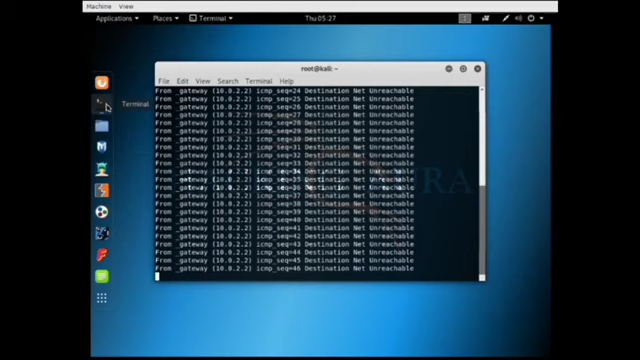 Machine View
Applications Places Terminal Thu 05:27 1
root@kali: ~
File Edit View Search Terminal Help
Terminal
From _gateway (10.0.2.2) icmp_seq=24 Destination Net Unreachable
From _gateway (10.0.2.2) icmp_seq=25 Destination Net Unreachable
From _gateway (10.0.2.2) icmp_seq=26 Destination Net Unreachable
From _gateway (10.0.2.2) icmp_seq=27 Destination Net Unreachable
From _gateway (10.0.2.2) icmp_seq=28 Destination Net Unreachable
From _gateway (10.0.2.2) icmp_seq=29 Destination Net Unreachable
From _gateway (10.0.2.2) icmp_seq=30 Destination Net Unreachable
From _gateway (10.0.2.2) icmp_seq=31 Destination Net Unreachable
From _gateway (10.0.2.2) icmp_seq=32 Destination Net Unreachable
From _gateway (10.0.2.2) icmp_seq=33 Destination Net Unreachable
From _gateway (10.0.2.2) icmp_seq=34 Destination Net Unreachable
From _gateway (10.0.2.2) icmp_seq=35 Destination Net Unreachable
From _gateway (10.0.2.2) icmp_seq=36 Destination Net Unreachable
From _gateway (10.0.2.2) icmp_seq=37 Destination Net Unreachable
From _gateway (10.0.2.2) icmp_seq=38 Destination Net Unreachable
From _gateway (10.0.2.2) icmp_seq=39 Destination Net Unreachable
From _gateway (10.0.2.2) icmp_seq=40 Destination Net Unreachable
From _gateway (10.0.2.2) icmp_seq=41 Destination Net Unreachable
From _gateway (10.0.2.2) icmp_seq=42 Destination Net Unreachable
From _gateway (10.0.2.2) icmp_seq=43 Destination Net Unreachable
From _gateway (10.0.2.2) icmp_seq=44 Destination Net Unreachable
From _gateway (10.0.2.2) icmp_seq=45 Destination Net Unreachable
From _gateway (10.0.2.2) icmp_seq=46 Destination Net Unreachable